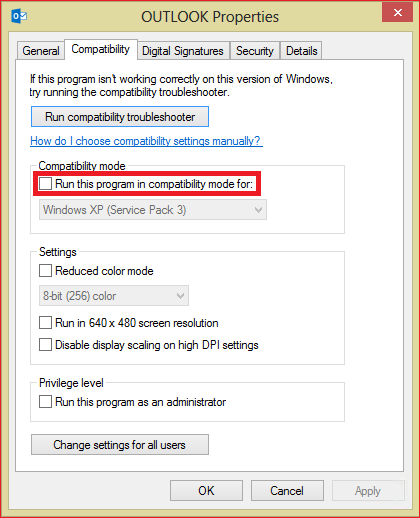 OUTLOOK Properties
General
Compatibility
Digital Signatures
Security
Details
If this program isn't working correctly on this version of Windows,
try running the compatibility troubleshooter.
Run compatibility troubleshooter
How do I choose compatibility settings manually?
Compatibility mode
Run this program in compatibility mode for:
Windows XP (Service Pack 3)
Settings
Reduced color mode
8-bit (256) color
Run in 640 x 480 screen resolution
Disable display scaling on high DPI settings
Privilege level
Run this program as an administrator
Change settings for all users
OK
Cancel
Apply